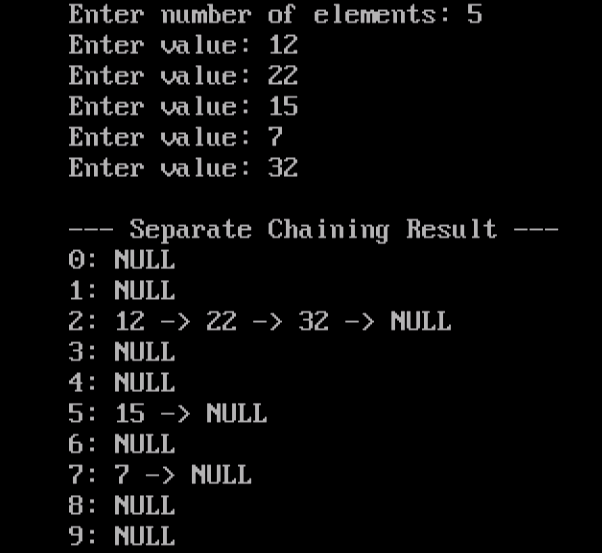 Enter number of elements: 5
Enter value: 12
Enter value: 22
Enter value: 15
Enter value: 7
Enter value: 32
--- Separate Chaining Result ---
0: NULL
1: NULL
2: 12 -> 22 -> 32 -> NULL
3: NULL
4: NULL
5: 15 -> NULL
6: NULL
7: 7 -> NULL
8: NULL
9: NULL